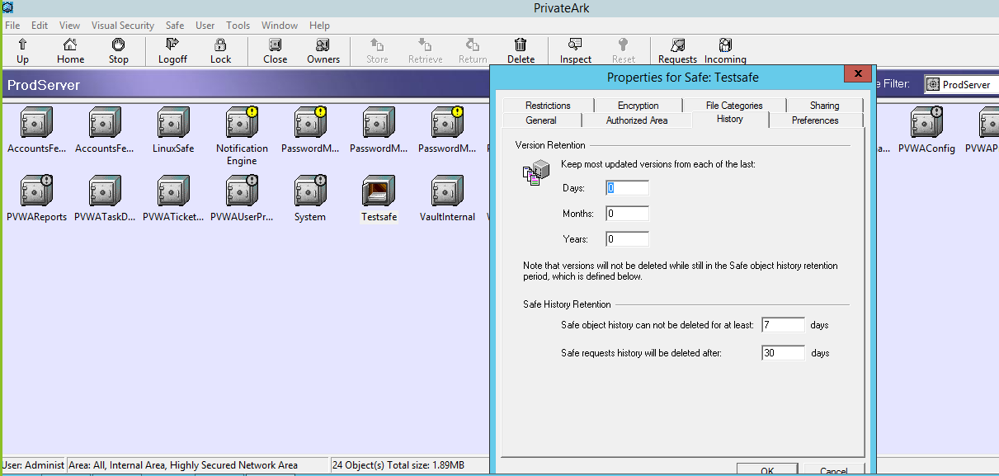 PrivateArk
File Edit View Visual Security Safe User Tools Window Help
Up Home Stop Logoff Lock Close Owners Store Retrieve Return Delete Inspect Reset Requests Incoming
ProdServer
Filter: ProdServer
AccountsFe... AccountsFe... LinuxSafe Notification Engine PasswordM... PasswordM... PasswordM... PVWAConfig PVWAP
PVWAReports PVWATaskD... PVWATicket... PVWAUserPr... System Testsafe VaultInternal
Properties for Safe: Testsafe
x
Restrictions Encryption File Categories Sharing
General Authorized Area History Preferences
Version Retention
Keep most updated versions from each of the last:
Days: 0
Months: 0
Years: 0
Note that versions will not be deleted while still in the Safe object history retention
period, which is defined below.
Safe History Retention
Safe object history can not be deleted for at least: 7 days
Safe requests history will be deleted after: 30 days
OK Cancel
User: Administ Area: All, Internal Area, Highly Secured Network Area 24 Object(s) Total size: 1.89MB